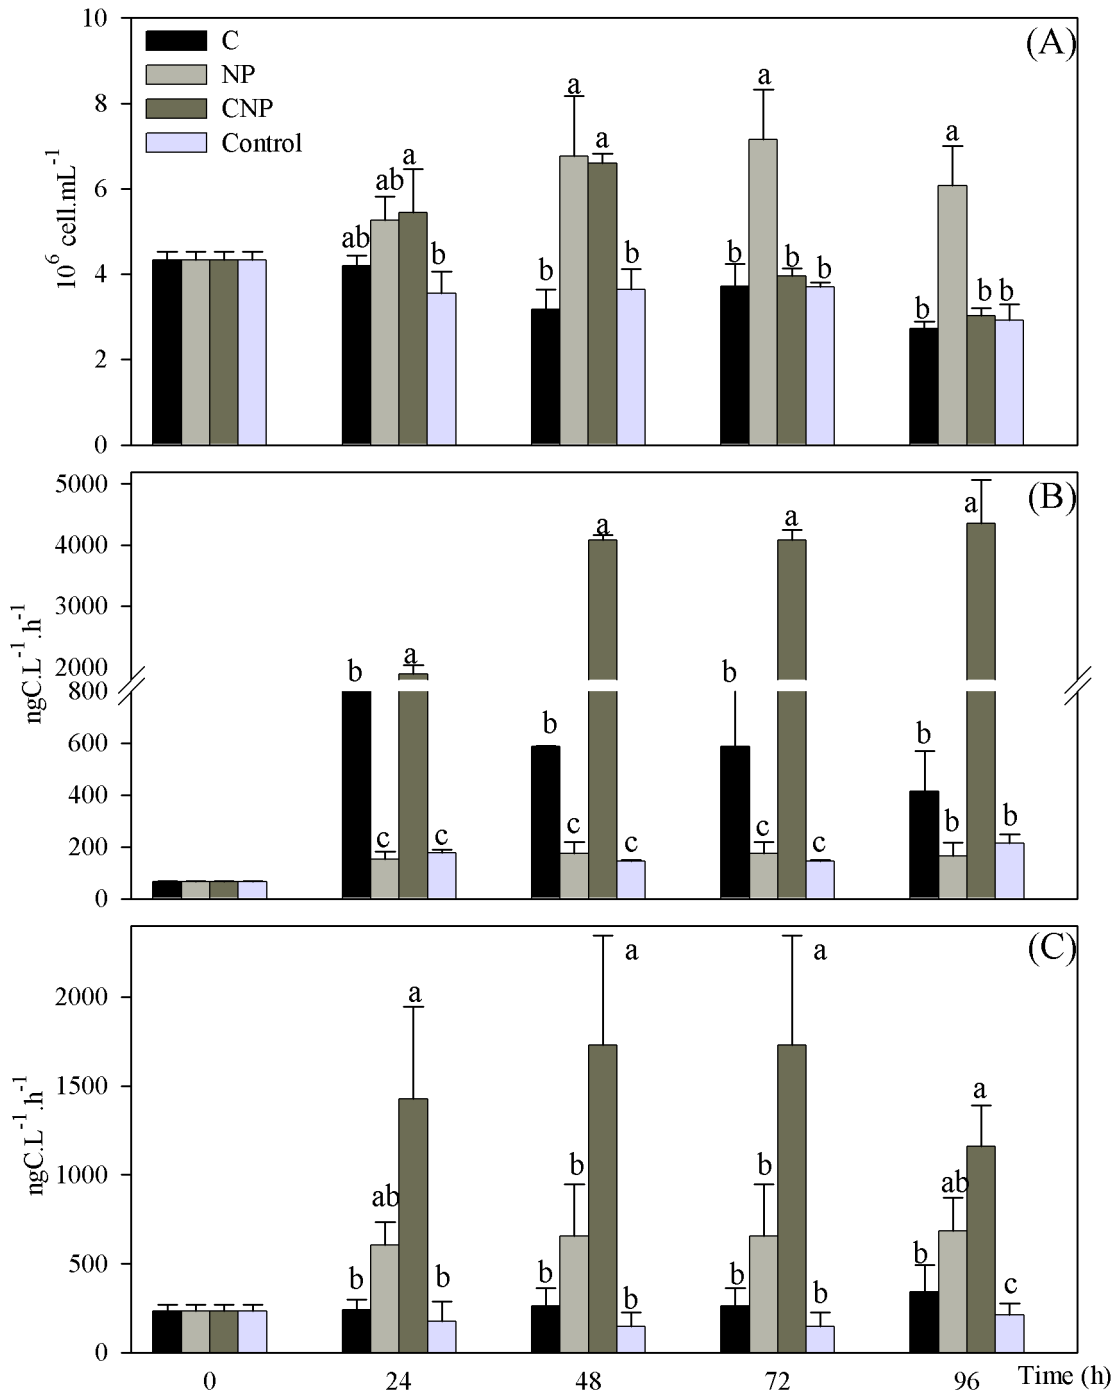 10
(A)
C
NP
CNP
Control
8
6
4
2
0
10⁶ cell.mL⁻¹
ab ab a b
b a a b
b a b b
b a b b
(B)
5000
4000
3000
2000
800
600
400
200
0
ngC.L⁻¹.h⁻¹
b c a c
b c a c
b c a c
b b a b
(C)
2000
1500
1000
500
0
ngC.L⁻¹.h⁻¹
b ab a b
b b a b
b b a b
b ab a c
0 24 48 72 96 Time (h)